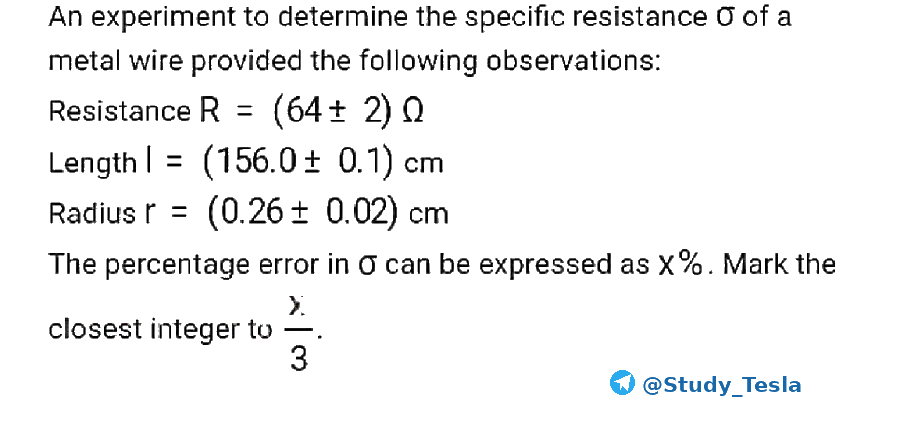 An experiment to determine the specific resistance σ of a
metal wire provided the following observations:
Resistance R = (64 ± 2) Ω
Length l = (156.0 ± 0.1) cm
Radius r = (0.26 ± 0.02) cm
The percentage error in σ can be expressed as x%. Mark the
closest integer to x/3.
@Study_Tesla